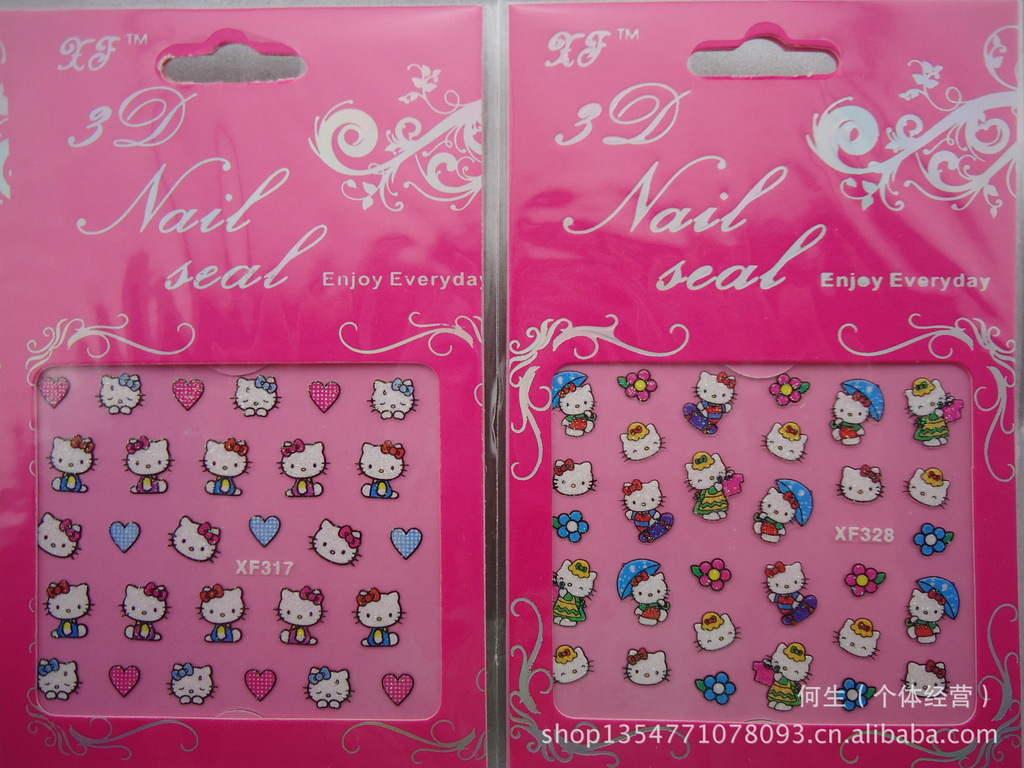 XF™
3D
Nail
seal
Enjoy Everyday
XF317
XF™
3D
Nail
seal
Enjoy Everyday
XF328
何生（个体经营）
shop1354771078093.cn.alibaba.com